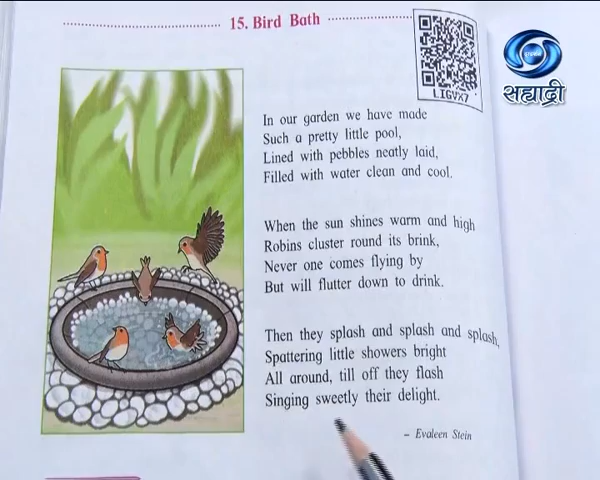 15. Bird Bath
LIGVX7
दूरदर्शन
सह्याद्री
In our garden we have made
Such a pretty little pool,
Lined with pebbles neatly laid,
Filled with water clean and cool.
When the sun shines warm and high
Robins cluster round its brink,
Never one comes flying by
But will flutter down to drink.
Then they splash and splash and splash,
Spattering little showers bright
All around, till off they flash
Singing sweetly their delight.
– Evaleen Stein